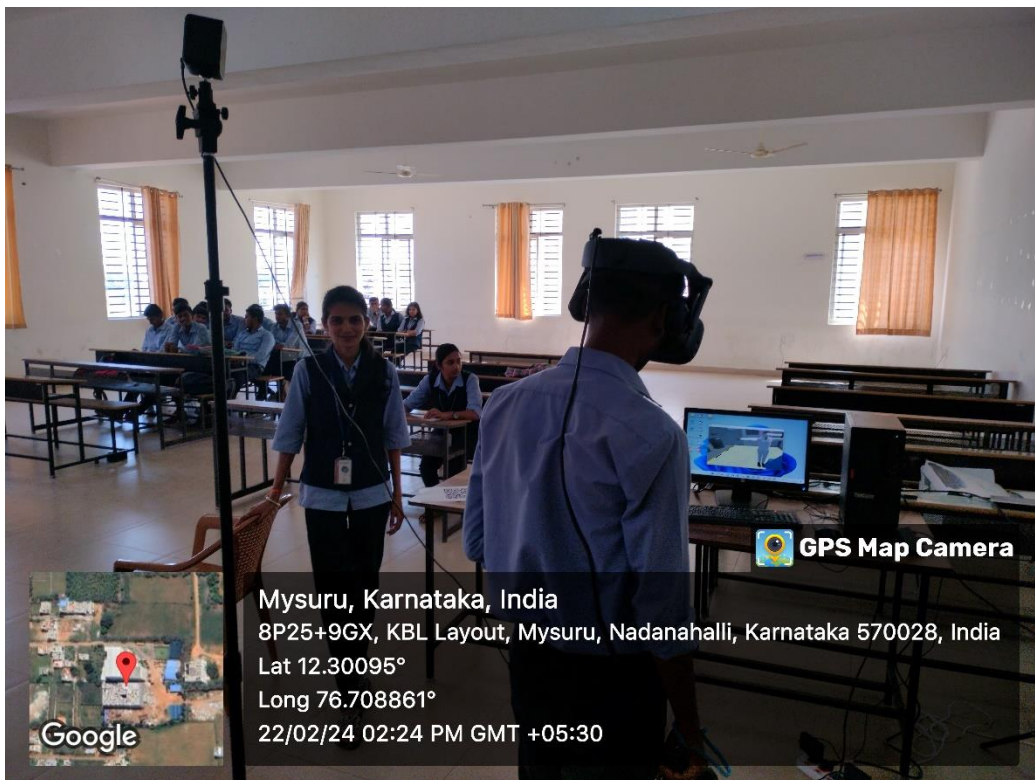 GPS Map Camera
Mysuru, Karnataka, India
8P25+9GX, KBL Layout, Mysuru, Nadanahalli, Karnataka 570028, India
Lat 12.30095°
Long 76.708861°
22/02/24 02:24 PM GMT +05:30
Google